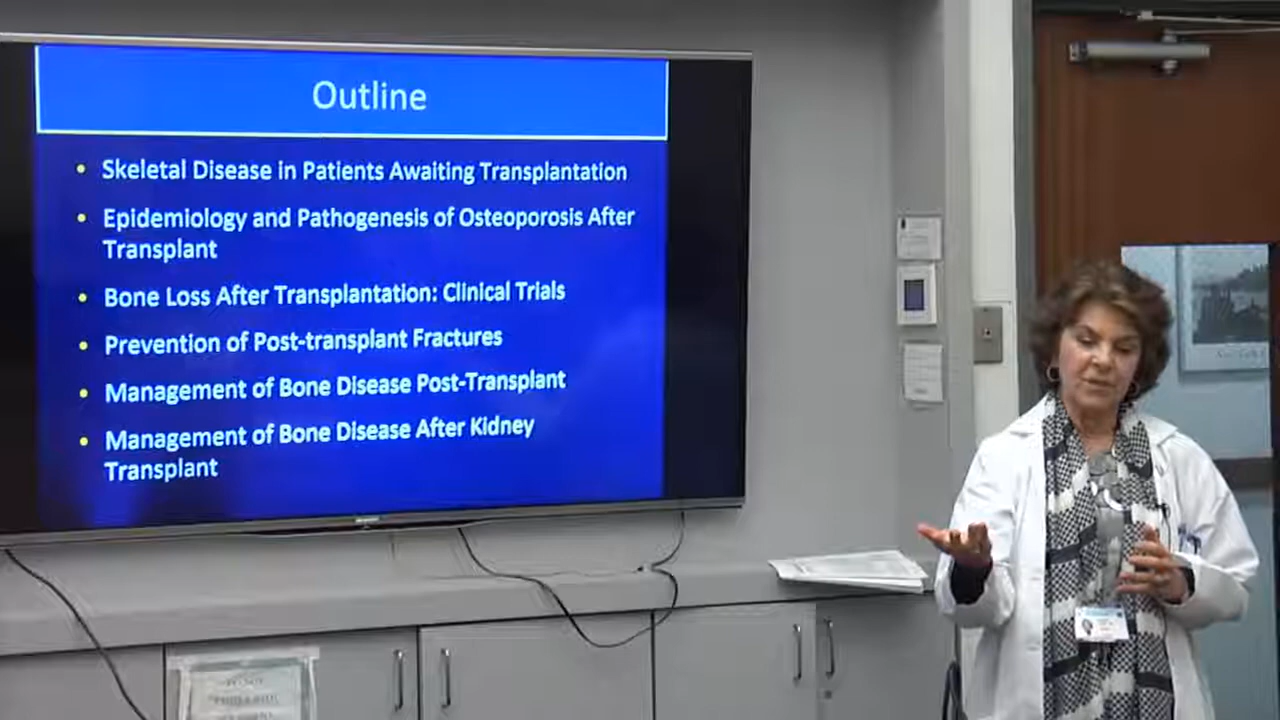 Outline
• Skeletal Disease in Patients Awaiting Transplantation
• Epidemiology and Pathogenesis of Osteoporosis After
Transplant
• Bone Loss After Transplantation: Clinical Trials
• Prevention of Post-transplant Fractures
• Management of Bone Disease Post-Transplant
• Management of Bone Disease After Kidney
Transplant